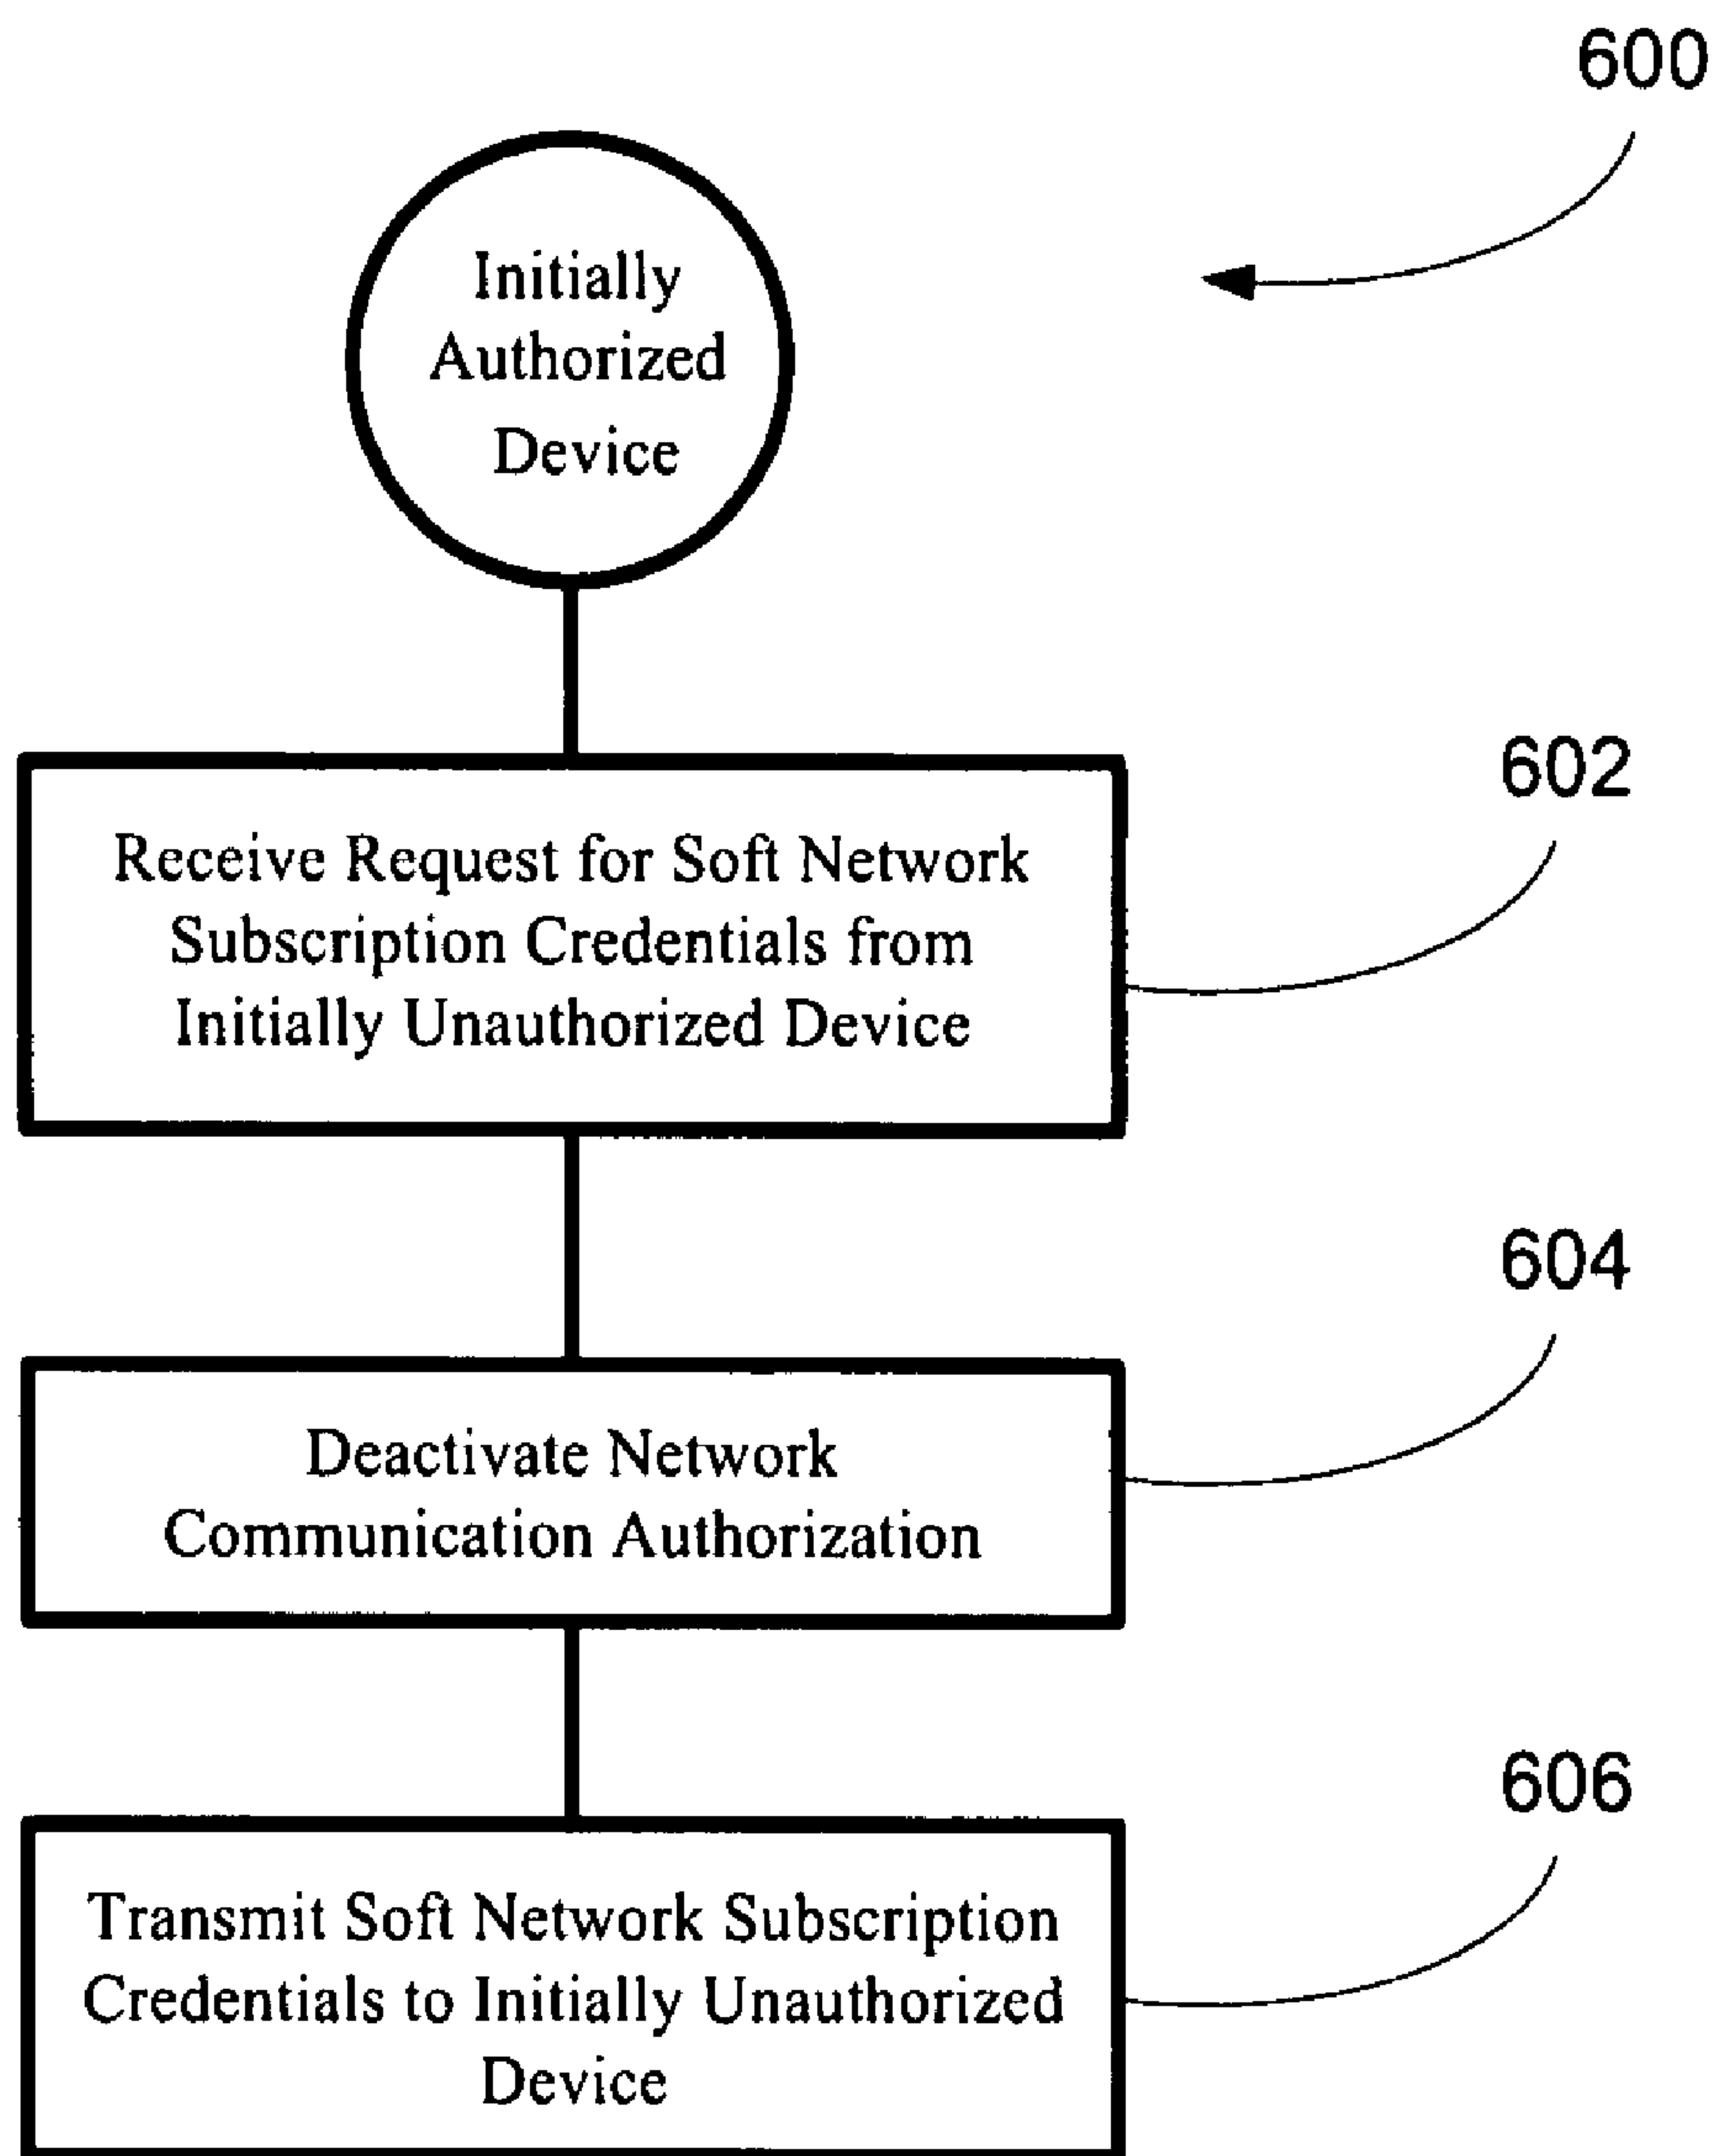 600
Initially
Authorized
Device
602
Receive Request for Soft Network
Subscription Credentials from
Initially Unauthorized Device
604
Deactivate Network
Communication Authorization
606
Transmit Soft Network Subscription
Credentials to Initially Unauthorized
Device